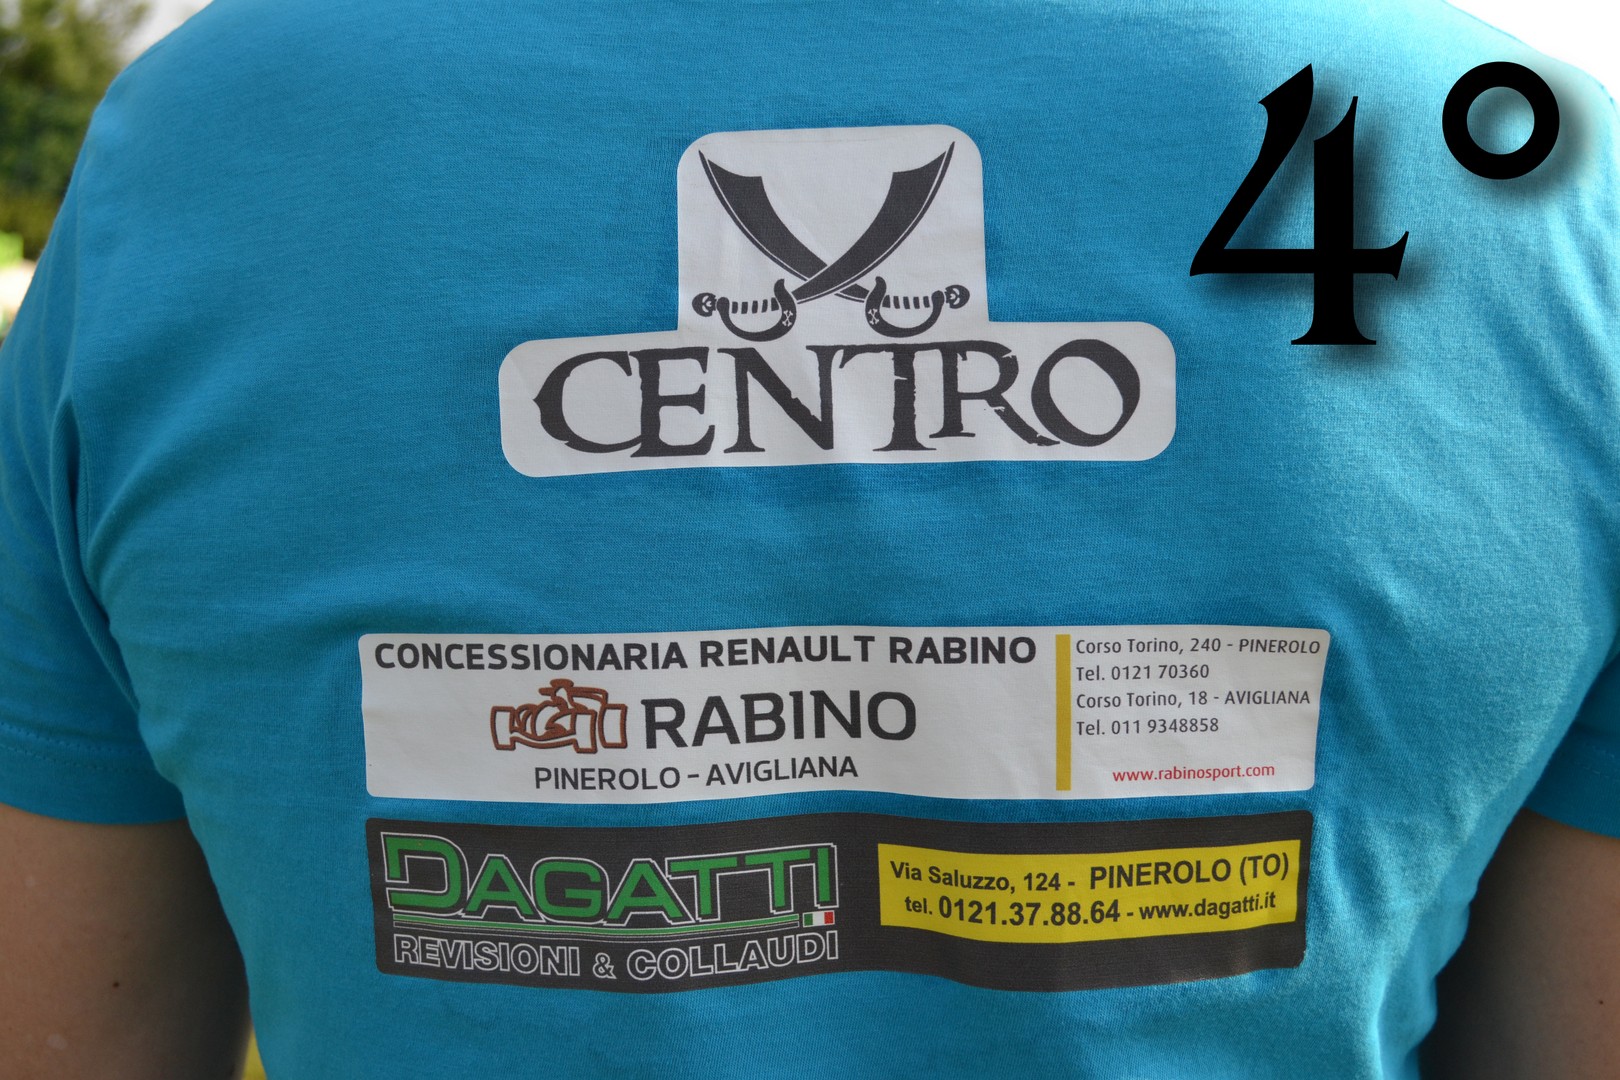 4°
CENTRO
CONCESSIONARIA RENAULT RABINO
RABINO
PINEROLO - AVIGLIANA
Corso Torino, 240 - PINEROLO
Tel. 0121 70360
Corso Torino, 18 - AVIGLIANA
Tel. 011 9348858
www.rabinosport.com
DAGATTI
REVISIONI & COLLAUDI
Via Saluzzo, 124 - PINEROLO (TO)
tel. 0121.37.88.64 - www.dagatti.it